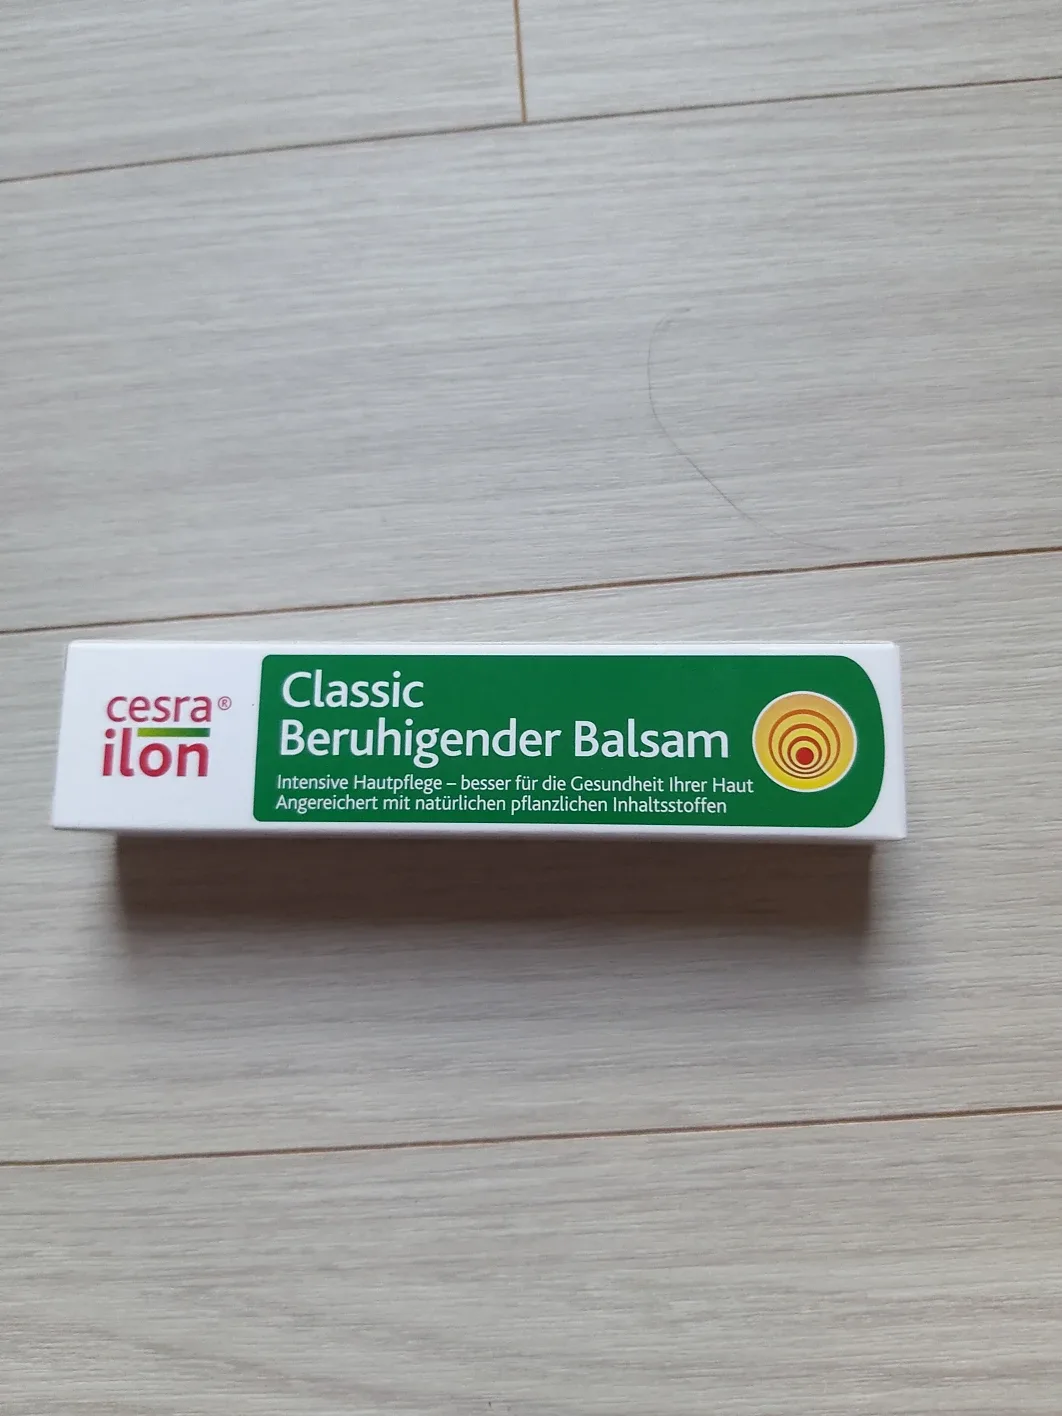 cesra®
ilon
Classic
Beruhigender Balsam
Intensive Hautpflege – besser für die Gesundheit Ihrer Haut
Angereichert mit natürlichen pflanzlichen Inhaltsstoffen